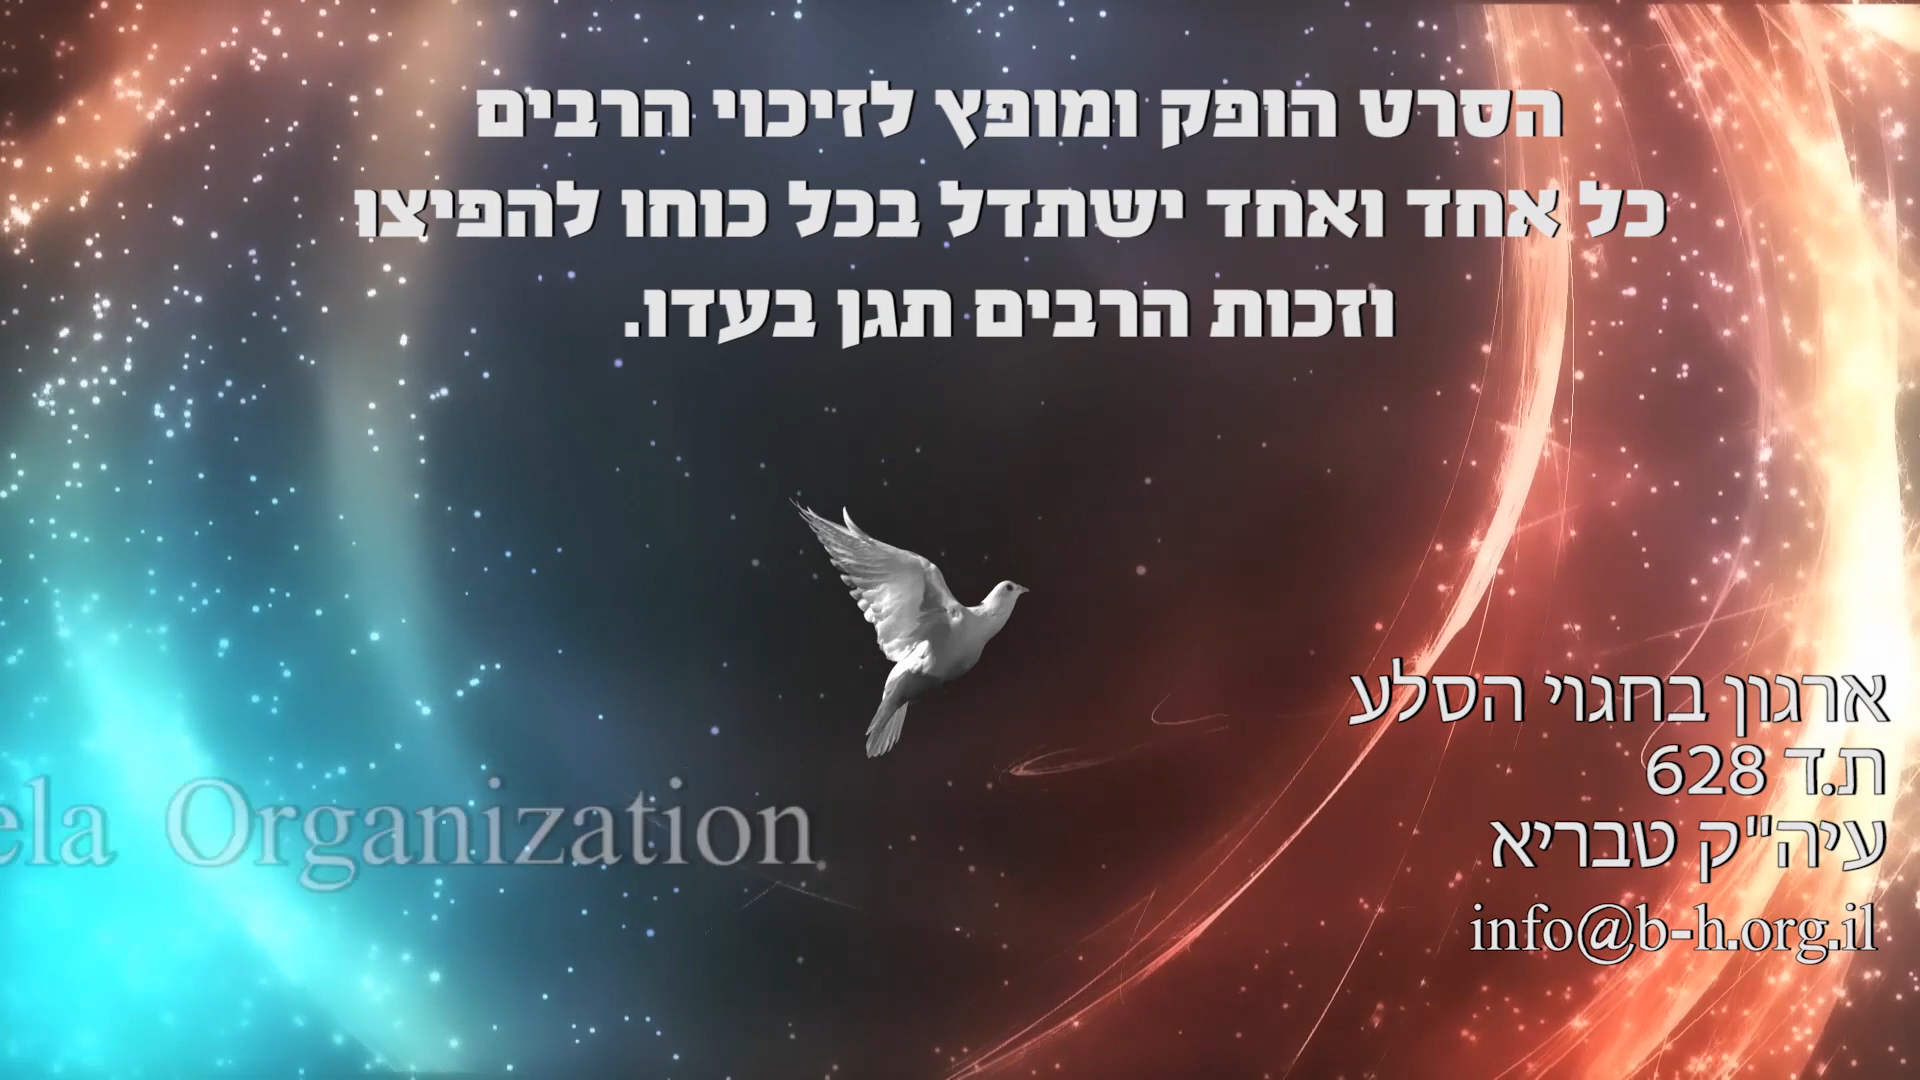 הסרט הופק ומופץ לזיכוי הרבים
כל אחד ואחד ישתדל בכל כוחו להפיצו
וזכות הרבים תגן בעדו.
ארגון בחגוי הסלע
ת.ד 628
עיה"ק טבריא
info@b-h.org.il
ela Organization